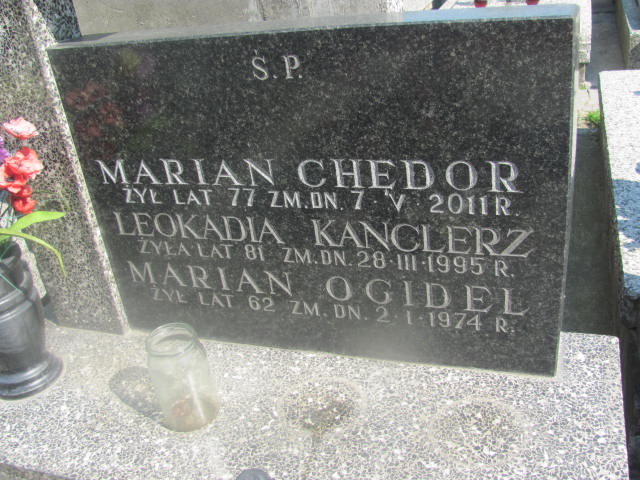 Ś.P.
MARIAN CHEDOR
ŻYŁ LAT 77 ZM. DN. 7 V 2011 R.
LEOKADIA KANCLERZ
ŻYŁA LAT 81 ZM. DN. 28-III-1995 R.
MARIAN OGIDEL
ŻYŁ LAT 62 ZM. DN. 2-I-1974 R.